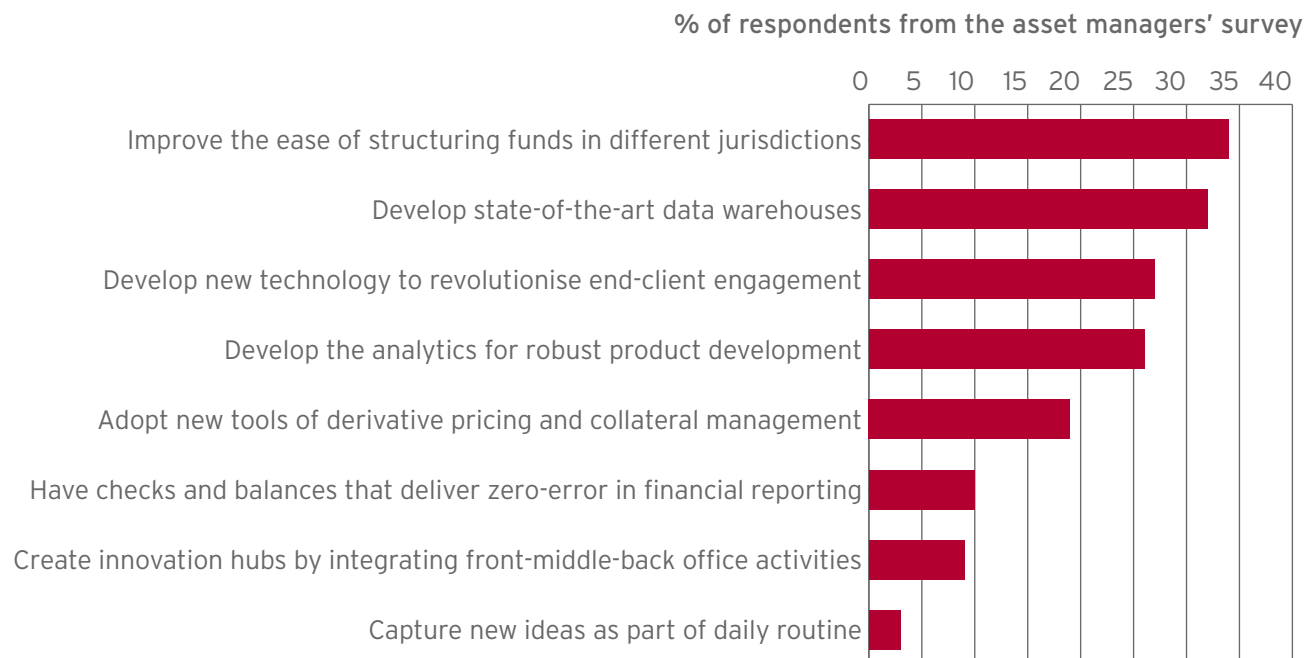 % of respondents from the asset managers’ survey
0 5 10 15 20 25 30 35 40
Improve the ease of structuring funds in different jurisdictions
Develop state-of-the-art data warehouses
Develop new technology to revolutionise end-client engagement
Develop the analytics for robust product development
Adopt new tools of derivative pricing and collateral management
Have checks and balances that deliver zero-error in financial reporting
Create innovation hubs by integrating front-middle-back office activities
Capture new ideas as part of daily routine